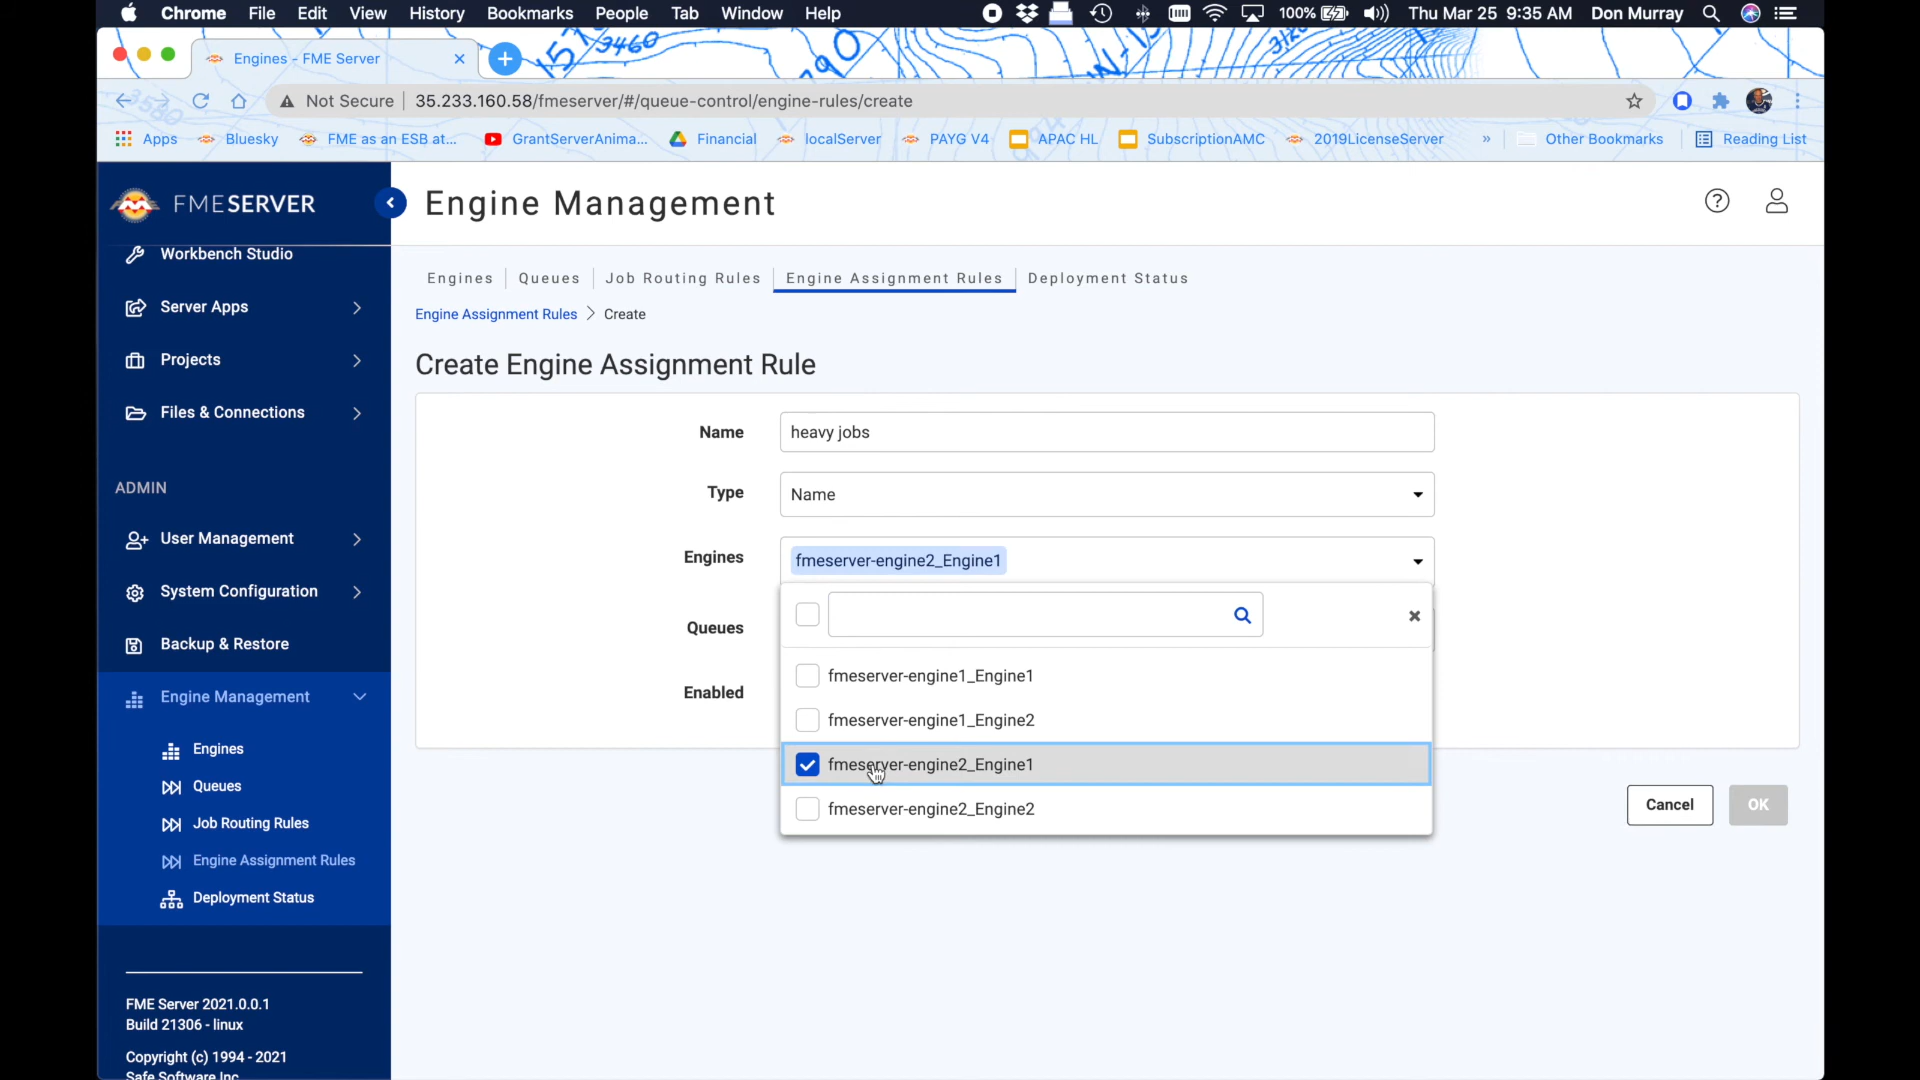 Chrome File Edit View History Bookmarks People Tab Window Help 100% Thu Mar 25 9:35 AM Don Murray
Engines - FME Server
Not Secure 35.233.160.58/fmeserver/#/queue-control/engine-rules/create
Apps Bluesky FME as an ESB at... GrantServerAnima... Financial localServer PAYG V4 APAC HL SubscriptionAMC 2019LicenseServer » Other Bookmarks Reading List
FMESERVER
Engine Management
Workbench Studio
Server Apps
Projects
Files & Connections
ADMIN
User Management
System Configuration
Backup & Restore
Engine Management
Engines
Queues
Job Routing Rules
Engine Assignment Rules
Deployment Status
FME Server 2021.0.0.1
Build 21306 - linux
Copyright (c) 1994 - 2021
Safe Software Inc.
Engines Queues Job Routing Rules Engine Assignment Rules Deployment Status
Engine Assignment Rules > Create
Create Engine Assignment Rule
Name heavy jobs
Type Name
Engines fmeserver-engine2_Engine1
Queues
Enabled
fmeserver-engine1_Engine1
fmeserver-engine1_Engine2
fmeserver-engine2_Engine1
fmeserver-engine2_Engine2
Cancel OK